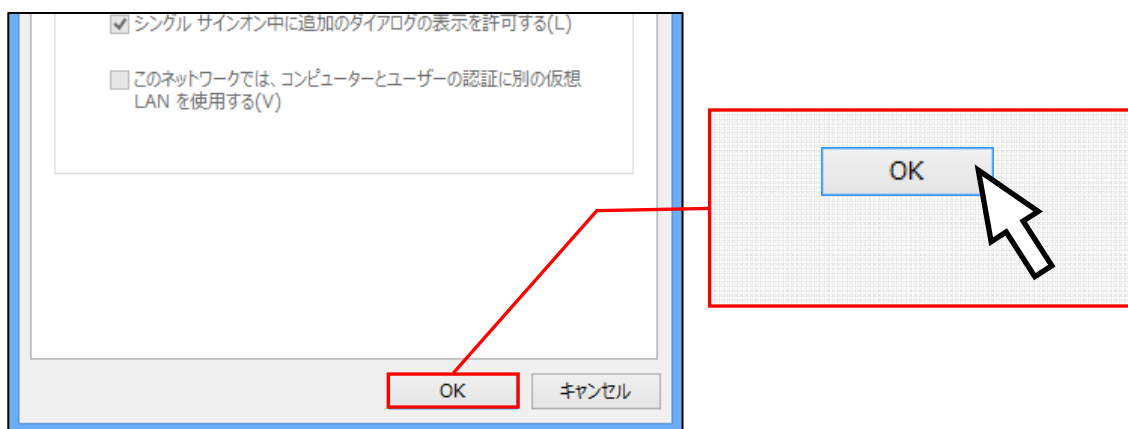 シングル サインオン中に追加のダイアログの表示を許可する(L)
このネットワークでは、コンピューターとユーザーの認証に別の仮想
LAN を使用する(V)
OK
OK
キャンセル